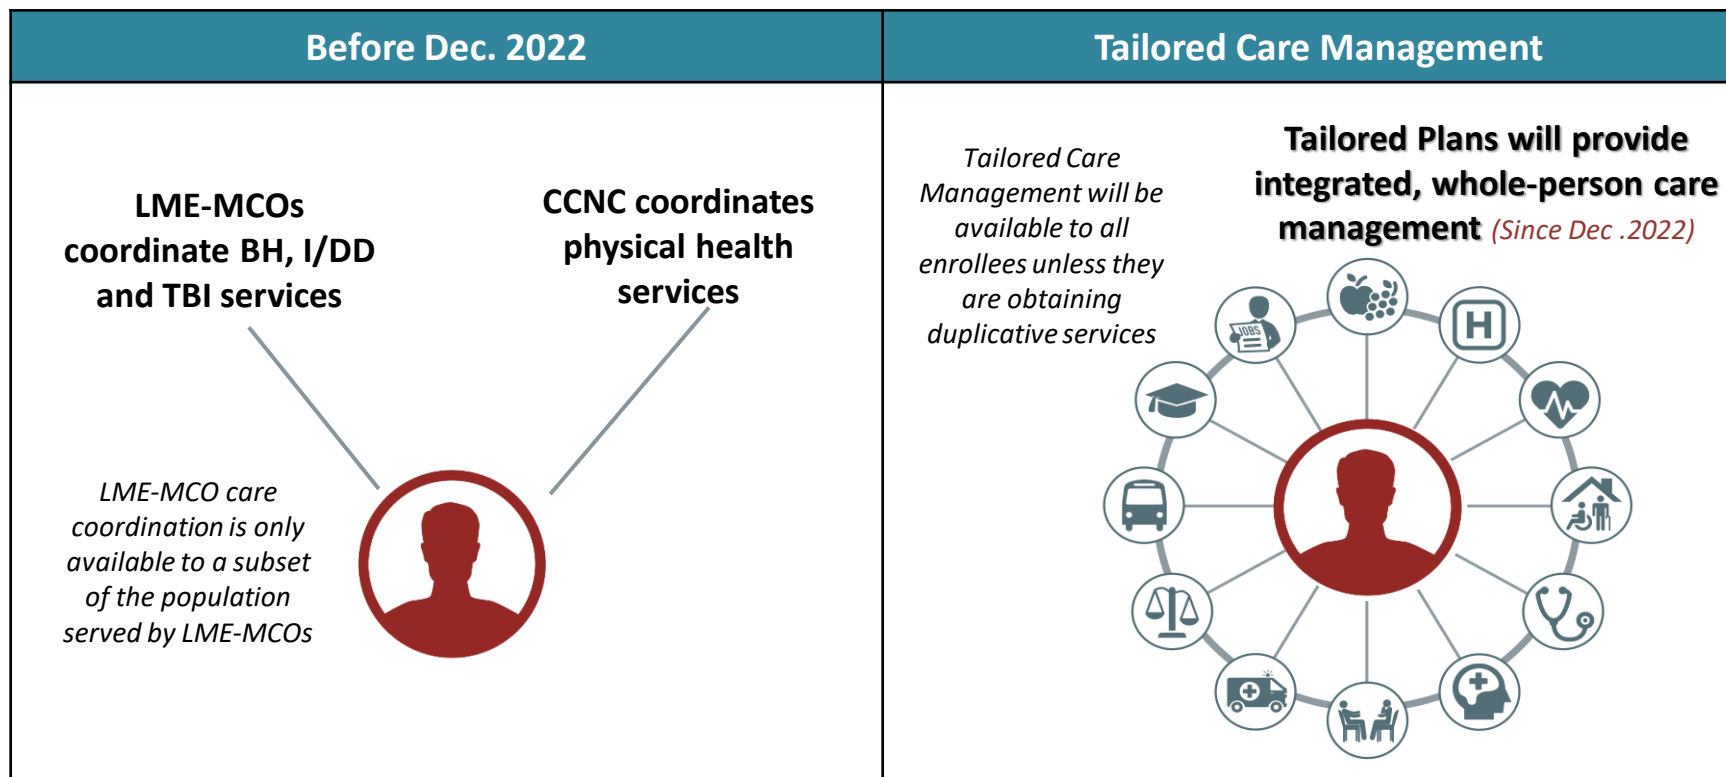 Before Dec. 2022
LME-MCOs
coordinate BH, I/DD
and TBI services
CCNC coordinates
physical health
services
LME-MCO care
coordination is only
available to a subset
of the population
served by LME-MCOs
Tailored Care Management
Tailored Care
Management will be
available to all
enrollees unless they
are obtaining
duplicative services
Tailored Plans will provide
integrated, whole-person care
management (Since Dec .2022)
JOBS
H